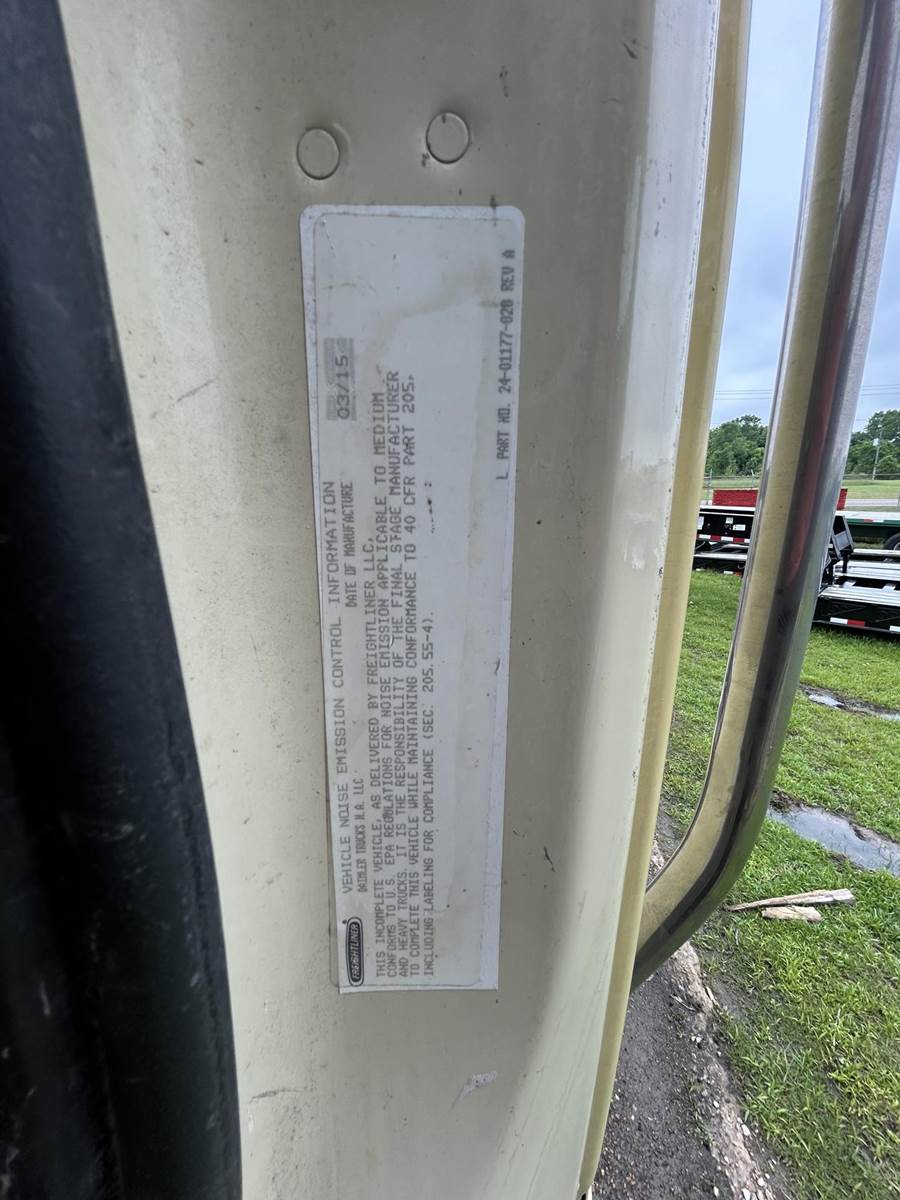 VEHICLE NOISE EMISSION CONTROL INFORMATION
03/15
DAIMLER TRUCKS N.A. LLC DATE OF MANUFACTURE
FREIGHTLINER
THIS INCOMPLETE VEHICLE, AS DELIVERED BY FREIGHTLINER LLC,
CONFORMS TO U.S. EPA REGULATIONS FOR NOISE EMISSION APPLICABLE TO MEDIUM
AND HEAVY TRUCKS. IT IS THE RESPONSIBILITY OF THE FINAL STAGE MANUFACTURER
TO COMPLETE THIS VEHICLE WHILE MAINTAINING CONFORMANCE TO 40 CFR PART 205,
INCLUDING LABELING FOR COMPLIANCE (SEC. 205.55-4).
L PART NO. 24-01177-020 REV A